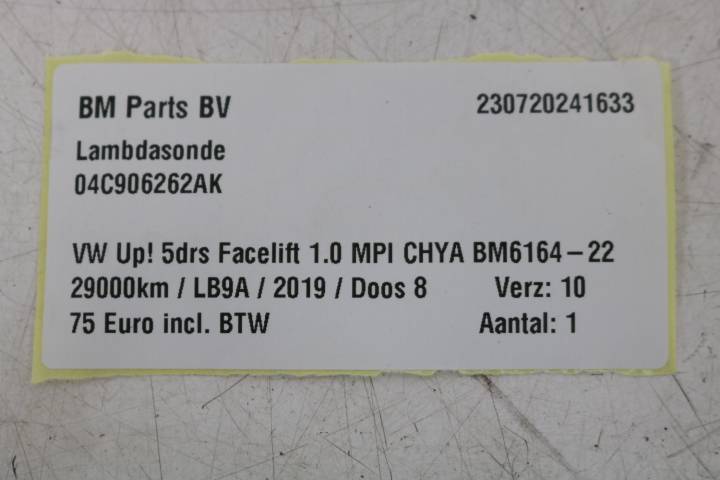 BM Parts BV 230720241633
Lambdasonde
04C906262AK
VW Up! 5drs Facelift 1.0 MPI CHYA BM6164-22
29000km / LB9A / 2019 / Doos 8 Verz: 10
75 Euro incl. BTW Aantal: 1